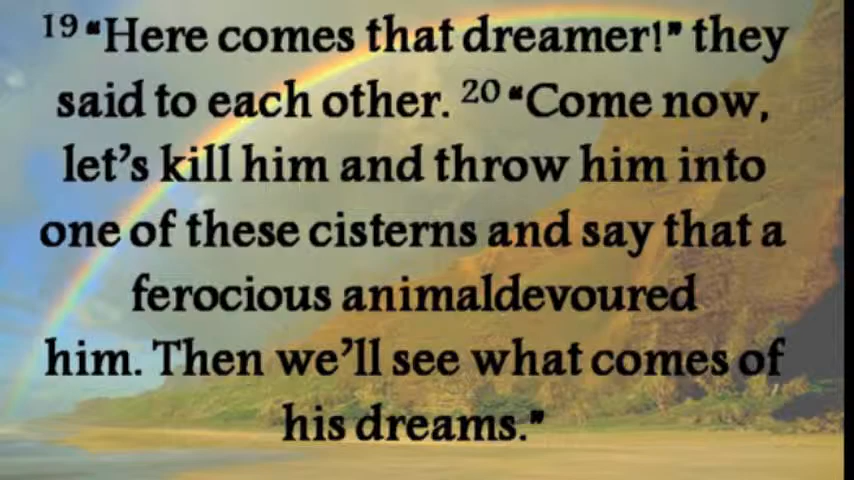 19 "Here comes that dreamer!" they
said to each other. 20 "Come now,
let's kill him and throw him into
one of these cisterns and say that a
ferocious animaldevoured
him. Then we'll see what comes of
his dreams."